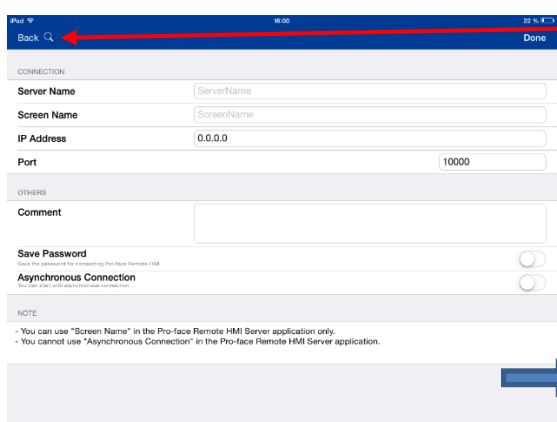 iPad 16:00 22 %
Back Done
CONNECTION
Server Name ServerName
Screen Name ScreenName
IP Address 0.0.0.0
Port 10000
OTHERS
Comment
Save Password
Save the password for connecting Pro-face Remote HMI
Asynchronous Connection
You can start with asynchronous connection
NOTE
- You can use "Screen Name" in the Pro-face Remote HMI Server application only.
- You cannot use "Asynchronous Connection" in the Pro-face Remote HMI Server application.